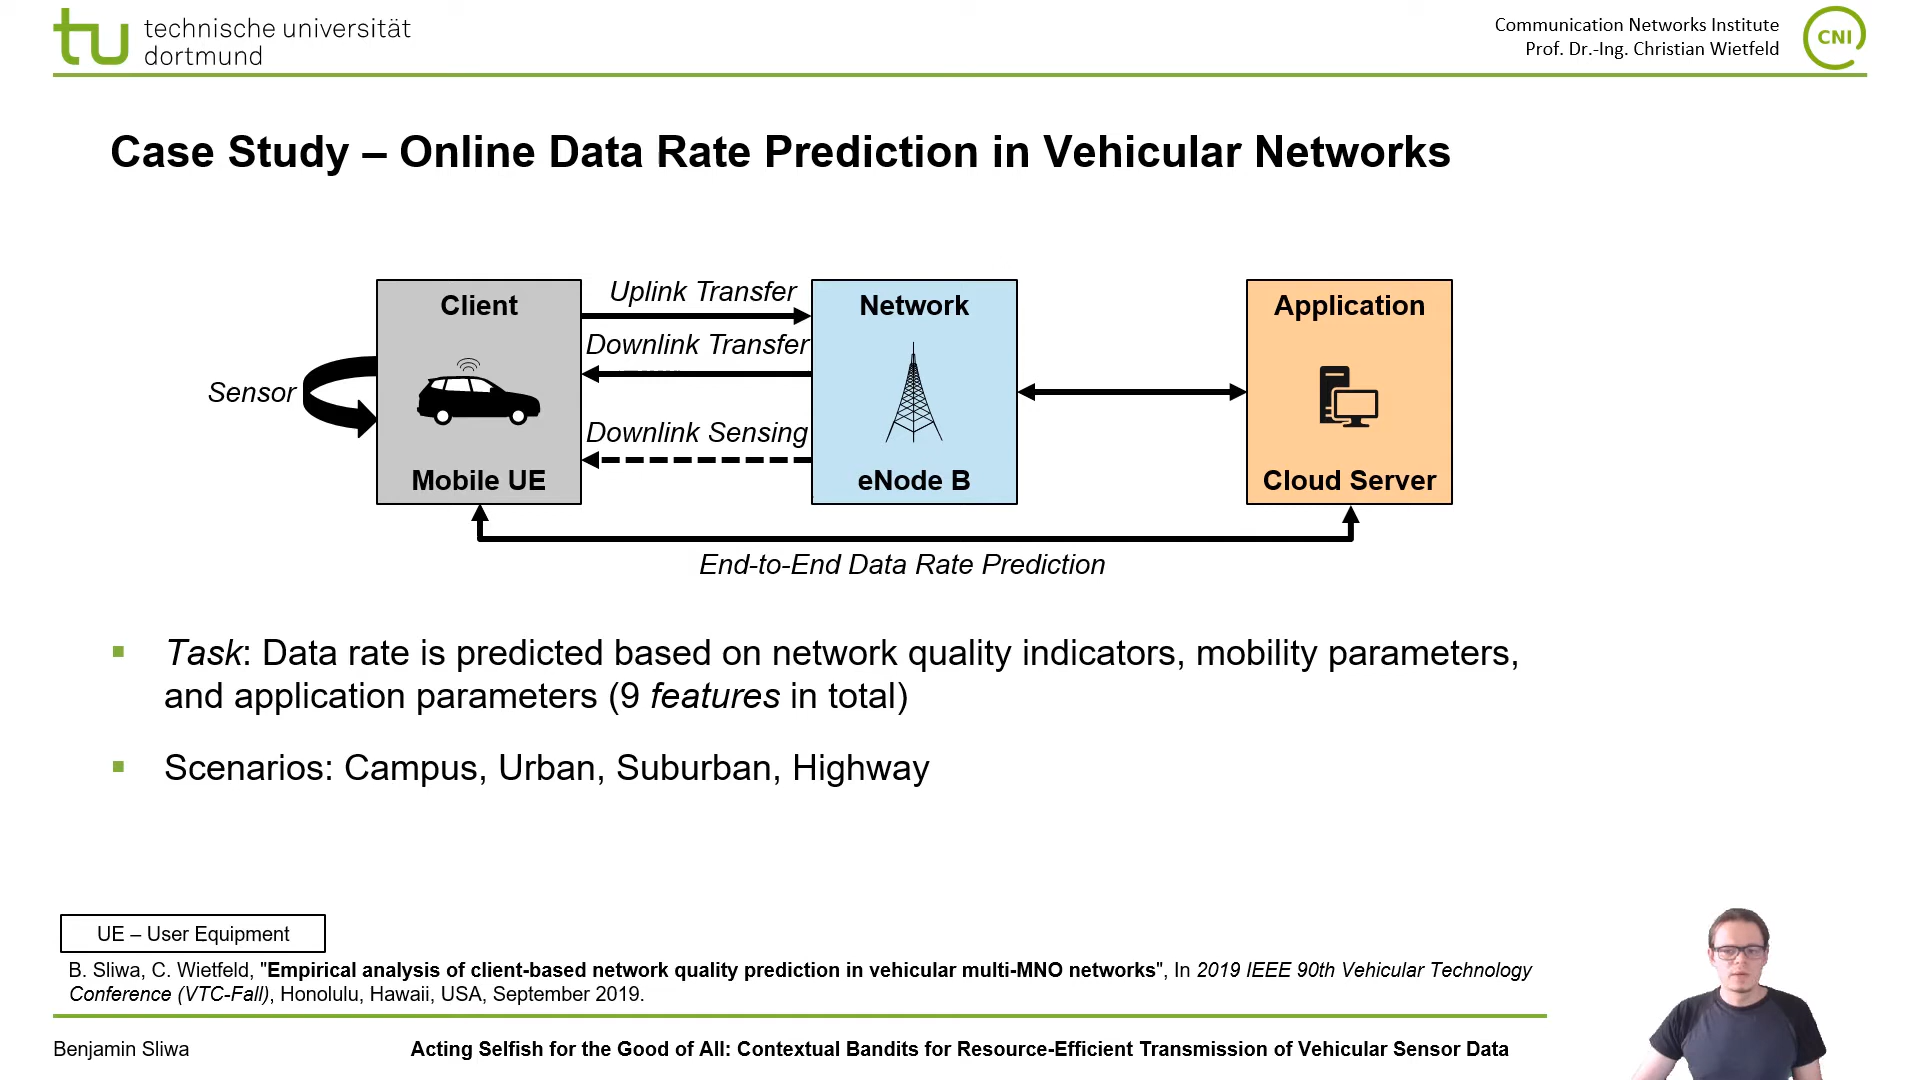 tu technische universität
dortmund
Communication Networks Institute
Prof. Dr.-Ing. Christian Wietfeld
CNI
Case Study – Online Data Rate Prediction in Vehicular Networks
Client
Uplink Transfer
Network
Application
Downlink Transfer
Sensor
Downlink Sensing
Mobile UE
eNode B
Cloud Server
End-to-End Data Rate Prediction
Task: Data rate is predicted based on network quality indicators, mobility parameters,
and application parameters (9 features in total)
Scenarios: Campus, Urban, Suburban, Highway
UE – User Equipment
B. Sliwa, C. Wietfeld, "Empirical analysis of client-based network quality prediction in vehicular multi-MNO networks", In 2019 IEEE 90th Vehicular Technology
Conference (VTC-Fall), Honolulu, Hawaii, USA, September 2019.
Benjamin Sliwa
Acting Selfish for the Good of All: Contextual Bandits for Resource-Efficient Transmission of Vehicular Sensor Data